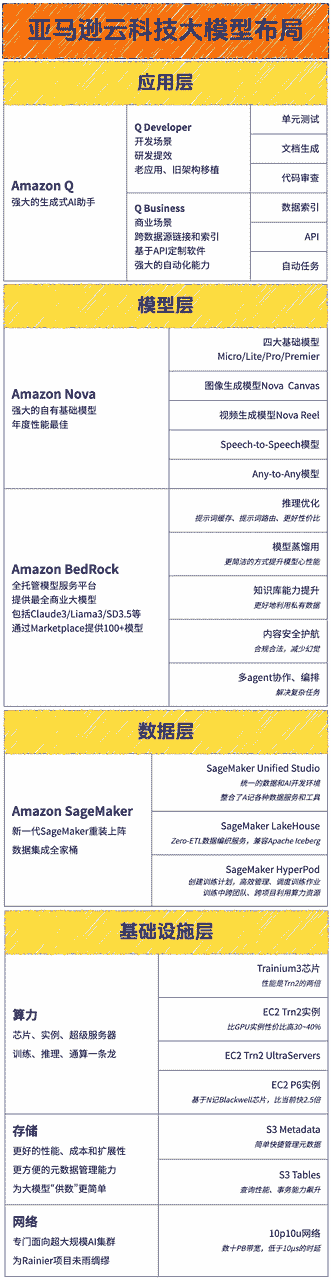 亚马逊云科技大模型布局
应用层
Amazon Q
强大的生成式AI助手
Q Developer
开发场景
研发提效
老应用、旧架构移植
单元测试
文档生成
代码审查
Q Business
商业场景
跨数据源链接和索引
基于API定制软件
强大的自动化能力
数据索引
API
自动任务
模型层
Amazon Nova
强大的自有基础模型
年度性能最佳
四大基础模型
Micro/Lite/Pro/Premier
图像生成模型Nova Canvas
视频生成模型Nova Reel
Speech-to-Speech模型
Any-to-Any模型
Amazon BedRock
全托管模型服务平台
提供最全商业大模型
包括Claude3/Liama3/SD3.5等
通过Marketplace提供100+模型
推理优化
提示词缓存、提示词路由、更好性价比
模型蒸馏用
更简洁的方式提升模型心性能
知识库能力提升
更好地利用私有数据
内容安全护航
合规合法，减少幻觉
多agent协作、编排
解决复杂任务
数据层
Amazon SageMaker
新一代SageMaker重装上阵
数据集成全家桶
SageMaker Unified Studio
统一的数据和AI开发环境
整合了A记各种数据服务和工具
SageMaker LakeHouse
Zero-ETL数据编织服务，兼容Apache Iceberg
SageMaker HyperPod
创建训练计划，高效管理、调度训练作业
训练中跨团队、跨项目利用算力资源
基础设施层
算力
芯片、实例、超级服务器
训练、推理、通算一条龙
Trainium3芯片
性能是Trn2的两倍
EC2 Trn2实例
比GPU实例性价比高30~40%
EC2 Trn2 UltraServers
EC2 P6实例
基于N记Blackwell芯片，比当前快2.5倍
存储
更好的性能、成本和扩展性
更方便的元数据管理能力
为大模型“供数”更简单
S3 Metadata
简单快捷管理元数据
S3 Tables
查询性能、事务能力飙升
网络
专门面向超大规模AI集群
为Rainier项目未雨绸缪
10p10u网络
数十PB带宽，低于10μs的时延